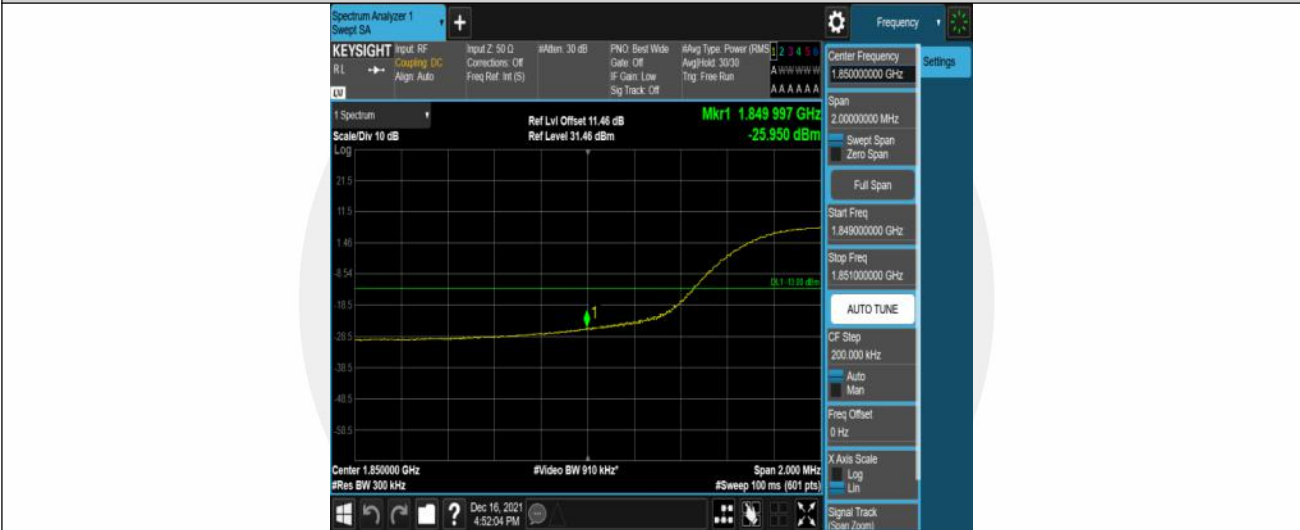 Spectrum Analyzer 1
Swept SA
+
Frequency
KEYSIGHT
RL
Input: RF
Coupling: DC
Align: Auto
Input Z: 50 Ω
Corrections: Off
Freq Ref: Int (S)
#Atten: 30 dB
PNO: Best Wide
Gate: Off
IF Gain: Low
Sig Track: Off
#Avg Type: Power (RMS
Avg|Hold: 30/30
Trig: Free Run
1 2 3 4 5 6
A W W W W W
A A A A A A
1 Spectrum
Scale/Div 10 dB
Log
Ref Lvl Offset 11.46 dB
Ref Level 31.46 dBm
Mkr1 1.849 997 GHz
-25.950 dBm
21.5
11.5
1.46
-8.54
-18.5
-28.5
-38.5
-48.5
-58.5
DL1 -13.00 dBm
1
Center 1.850000 GHz
#Res BW 300 kHz
#Video BW 910 kHz*
Span 2.000 MHz
#Sweep 100 ms (601 pts)
Dec 16, 2021
4:52:04 PM
?
Center Frequency
1.850000000 GHz
Settings
Span
2.00000000 MHz
Swept Span
Zero Span
Full Span
Start Freq
1.849000000 GHz
Stop Freq
1.851000000 GHz
AUTO TUNE
CF Step
200.000 kHz
Auto
Man
Freq Offset
0 Hz
X Axis Scale
Log
Lin
Signal Track
(Span Zoom)